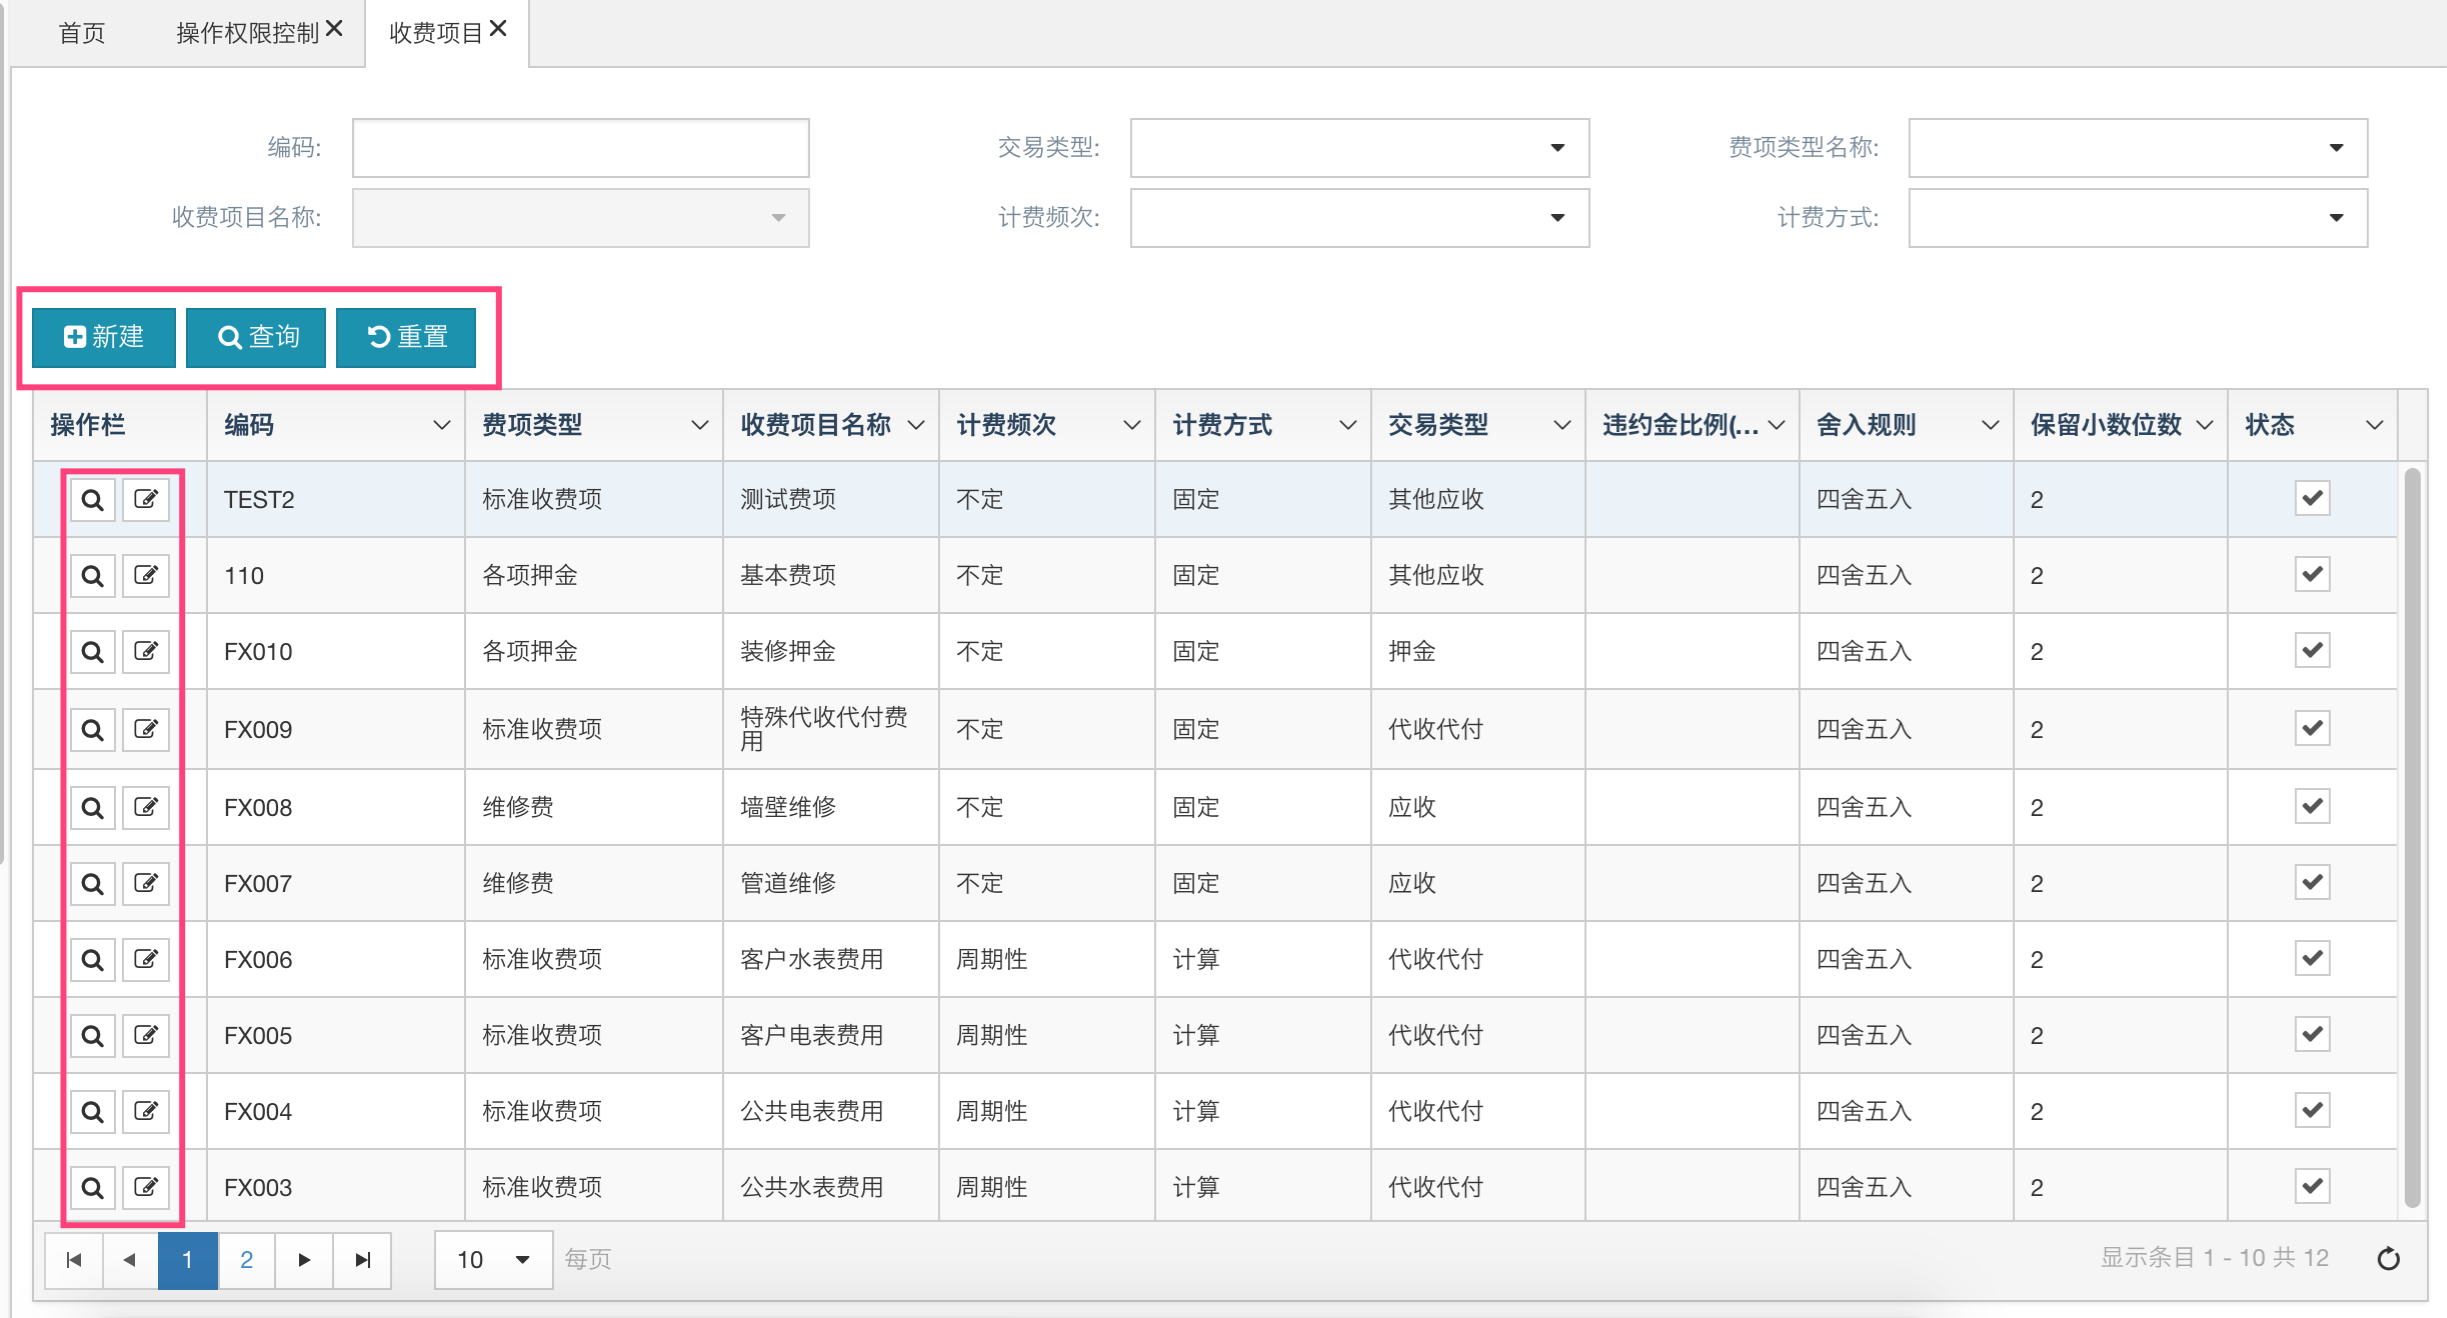 首页 操作权限控制 收费项目
编码: 交易类型: 费项类型名称:
收费项目名称: 计费频次: 计费方式:
新建 查询 重置
操作栏 编码 费项类型 收费项目名称 计费频次 计费方式 交易类型 违约金比例(... 舍入规则 保留小数位数 状态
TEST2 标准收费项 测试费项 不定 固定 其他应收 四舍五入 2
110 各项押金 基本费项 不定 固定 其他应收 四舍五入 2
FX010 各项押金 装修押金 不定 固定 押金 四舍五入 2
FX009 标准收费项 特殊代收代付费用 不定 固定 代收代付 四舍五入 2
FX008 维修费 墙壁维修 不定 固定 应收 四舍五入 2
FX007 维修费 管道维修 不定 固定 应收 四舍五入 2
FX006 标准收费项 客户水表费用 周期性 计算 代收代付 四舍五入 2
FX005 标准收费项 客户电表费用 周期性 计算 代收代付 四舍五入 2
FX004 标准收费项 公共电表费用 周期性 计算 代收代付 四舍五入 2
FX003 标准收费项 公共水表费用 周期性 计算 代收代付 四舍五入 2
1 2 10 每页 显示条目 1 - 10 共 12